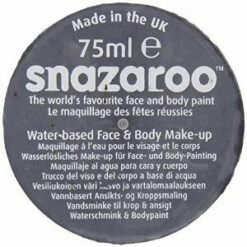 Made in the UK
75ml e
snazaroo™
The world's favourite face and body paint
Le maquillage des fêtes réussies
Water-based Face & Body Make-up
Maquillage à l'eau pour le visage et le corps
Wasserlösliches Make-up für Face- und Body-Painting
Maquillaje al agua para cara y cuerpo
Trucco del viso e del corpo a base di acqua
Vesiliukoinen väri kasvo ja vartalomaalaukseen
Vannbasert Ansikts- og Kroppsmaling
Vandsminke til krop & ansigt
Waterschmink & Bodypaint